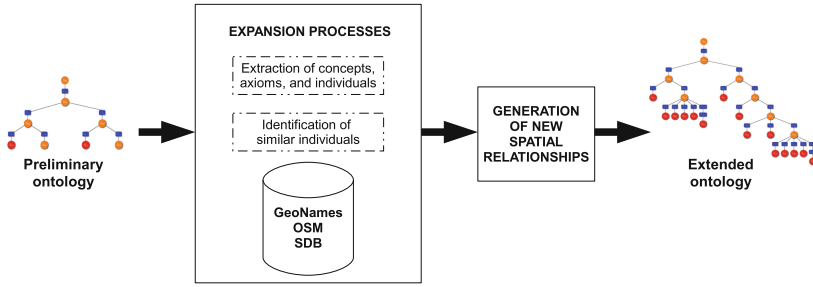 EXPANSION PROCESSES
Extraction of concepts,
axioms, and individuals
Identification of
similar individuals
GeoNames
OSM
SDB
Preliminary
ontology
GENERATION
OF NEW
SPATIAL
RELATIONSHIPS
Extended
ontology